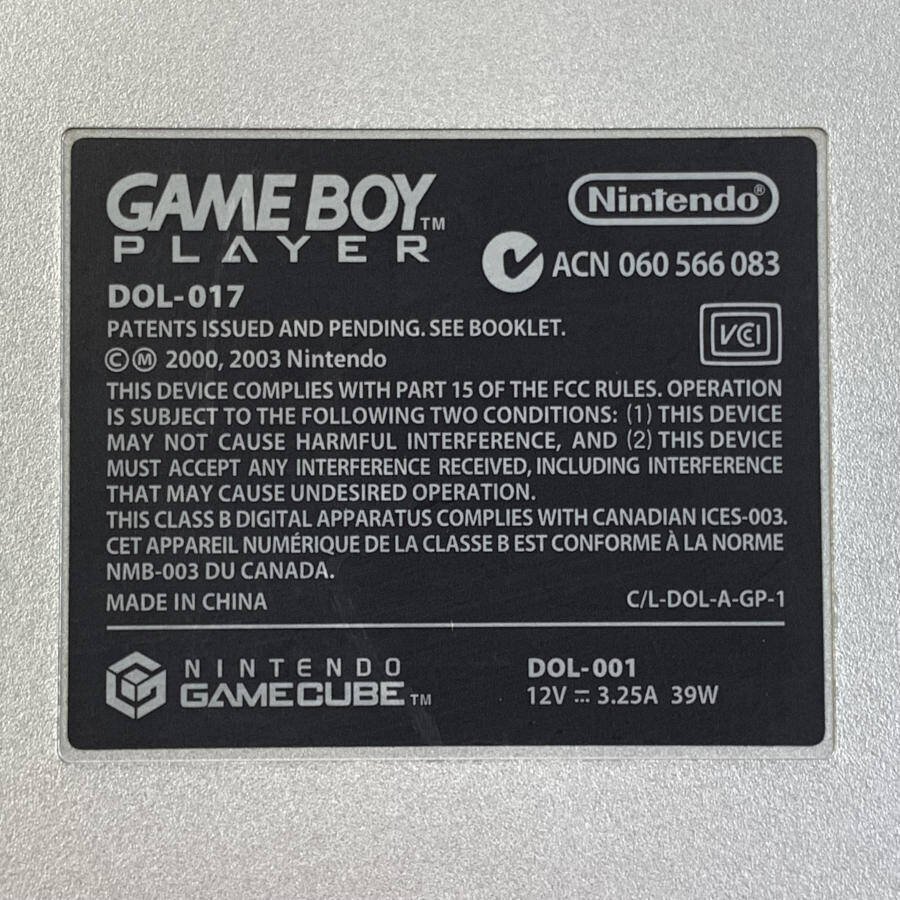 GAME BOY™
PLAYER
Nintendo®
ACN 060 566 083
DOL-017
PATENTS ISSUED AND PENDING. SEE BOOKLET.
VCI
©Ⓜ 2000, 2003 Nintendo
THIS DEVICE COMPLIES WITH PART 15 OF THE FCC RULES. OPERATION
IS SUBJECT TO THE FOLLOWING TWO CONDITIONS: (1) THIS DEVICE
MAY NOT CAUSE HARMFUL INTERFERENCE, AND (2) THIS DEVICE
MUST ACCEPT ANY INTERFERENCE RECEIVED, INCLUDING INTERFERENCE
THAT MAY CAUSE UNDESIRED OPERATION.
THIS CLASS B DIGITAL APPARATUS COMPLIES WITH CANADIAN ICES-003.
CET APPAREIL NUMÉRIQUE DE LA CLASSE B EST CONFORME À LA NORME
NMB-003 DU CANADA.
MADE IN CHINA
C/L-DOL-A-GP-1
NINTENDO
GAMECUBE™
DOL-001
12V ⎓ 3.25A 39W